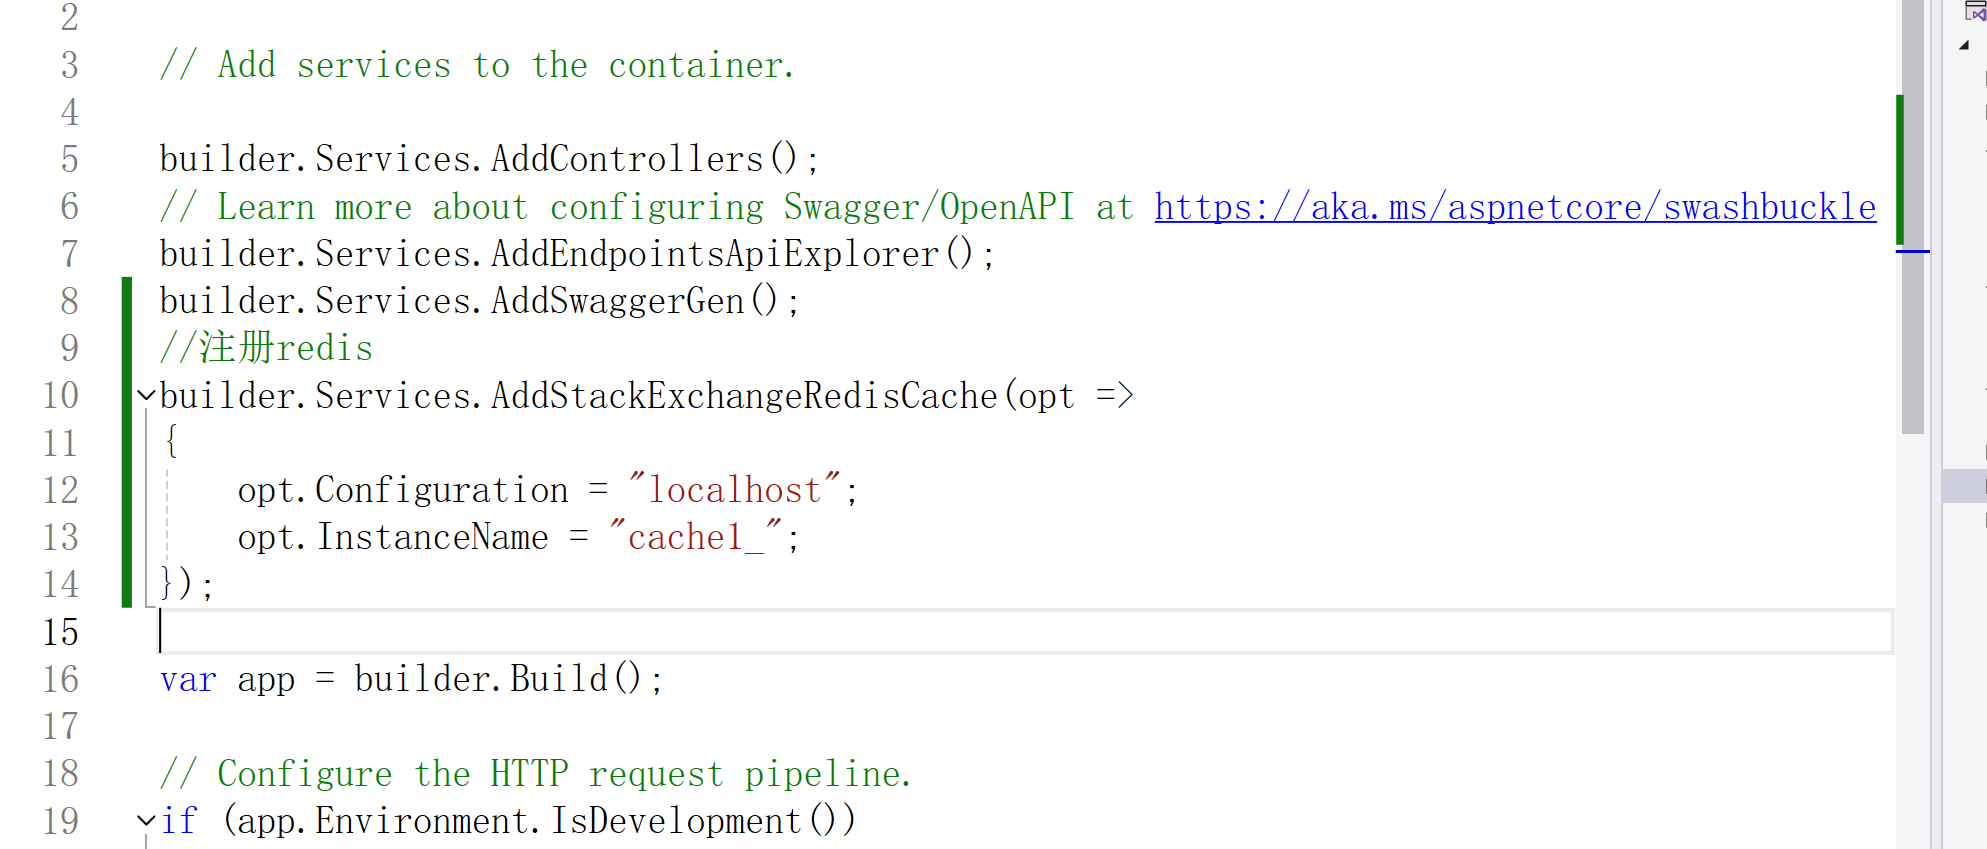 2
3 // Add services to the container.
4
5 builder.Services.AddControllers();
6 // Learn more about configuring Swagger/OpenAPI at https://aka.ms/aspnetcore/swashbuckle
7 builder.Services.AddEndpointsApiExplorer();
8 builder.Services.AddSwaggerGen();
9 //注册redis
10 builder.Services.AddStackExchangeRedisCache(opt =>
11 {
12 opt.Configuration = "localhost";
13 opt.InstanceName = "cache1_";
14 });
15
16 var app = builder.Build();
17
18 // Configure the HTTP request pipeline.
19 if (app.Environment.IsDevelopment())